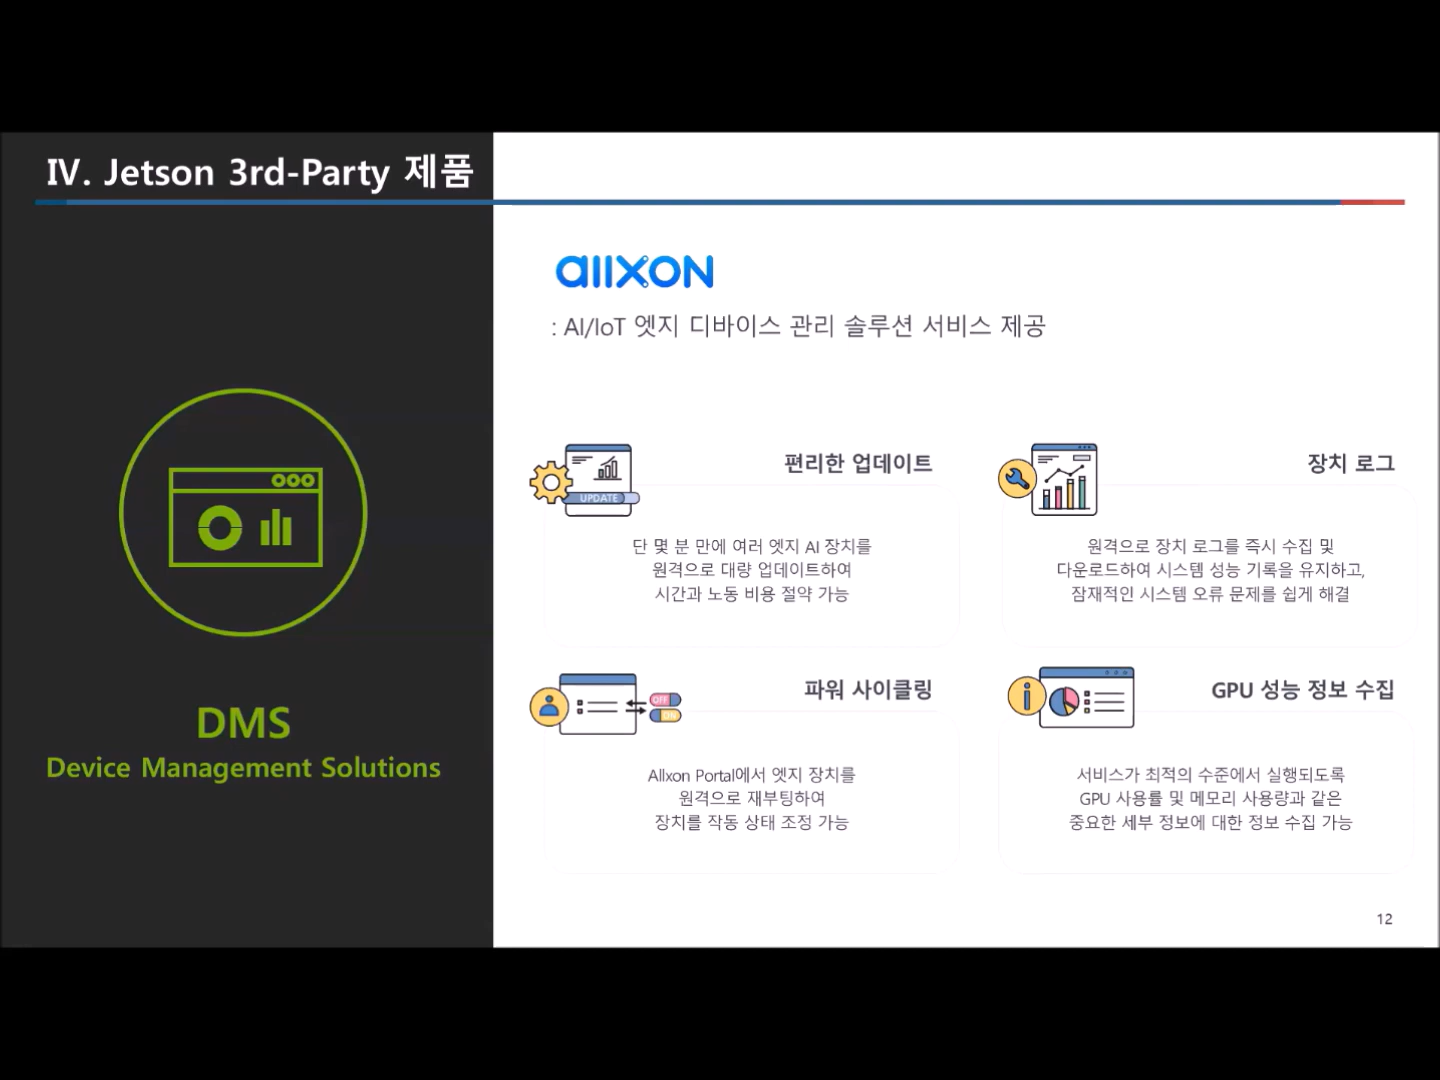 IV. Jetson 3rd-Party 제품
allxon
: AI/IoT 엣지 디바이스 관리 솔루션 서비스 제공
DMS
Device Management Solutions
UPDATE
편리한 업데이트
단 몇 분 만에 여러 엣지 AI 장치를
원격으로 대량 업데이트하여
시간과 노동 비용 절약 가능
장치 로그
원격으로 장치 로그를 즉시 수집 및
다운로드하여 시스템 성능 기록을 유지하고,
잠재적인 시스템 오류 문제를 쉽게 해결
OFF
ON
파워 사이클링
Allxon Portal에서 엣지 장치를
원격으로 재부팅하여
장치를 작동 상태 조정 가능
GPU 성능 정보 수집
서비스가 최적의 수준에서 실행되도록
GPU 사용률 및 메모리 사용량과 같은
중요한 세부 정보에 대한 정보 수집 가능
12